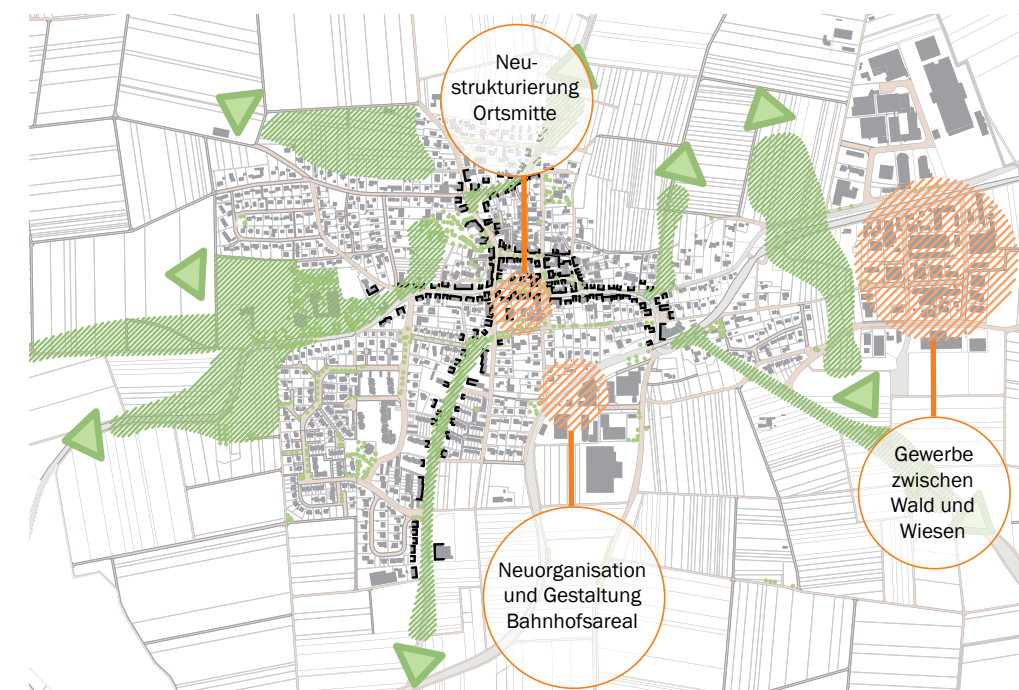 Neu-
strukturierung
Ortsmitte
Gewerbe
zwischen
Wald und
Wiesen
Neuorganisation
und Gestaltung
Bahnhofsareal